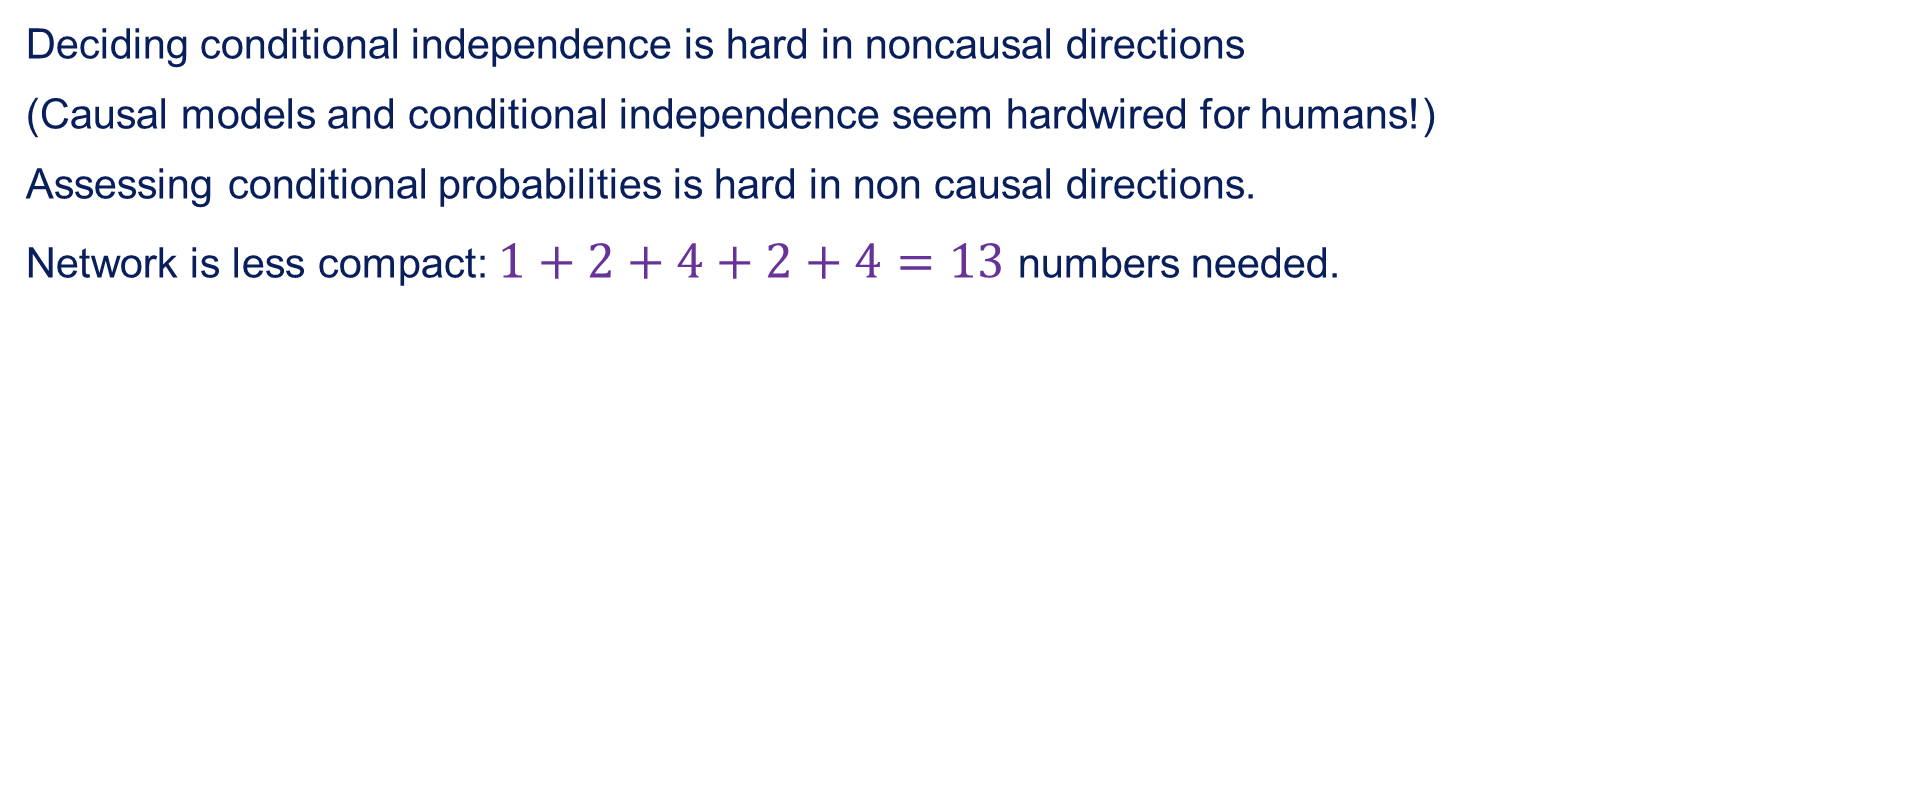 Deciding conditional independence is hard in noncausal directions
(Causal models and conditional independence seem hardwired for humans!)
Assessing conditional probabilities is hard in non causal directions.
Network is less compact: 1 + 2 + 4 + 2 + 4 = 13 numbers needed.